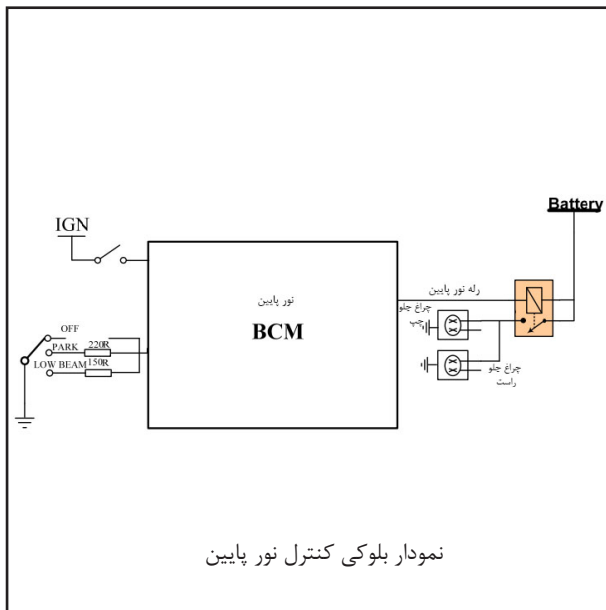 Battery
IGN
رله نور پایین
نور پایین
BCM
چراغ جلو
چپ
OFF
PARK
220R
LOW BEAM
150R
چراغ جلو
راست
نمودار بلوکی کنترل نور پایین